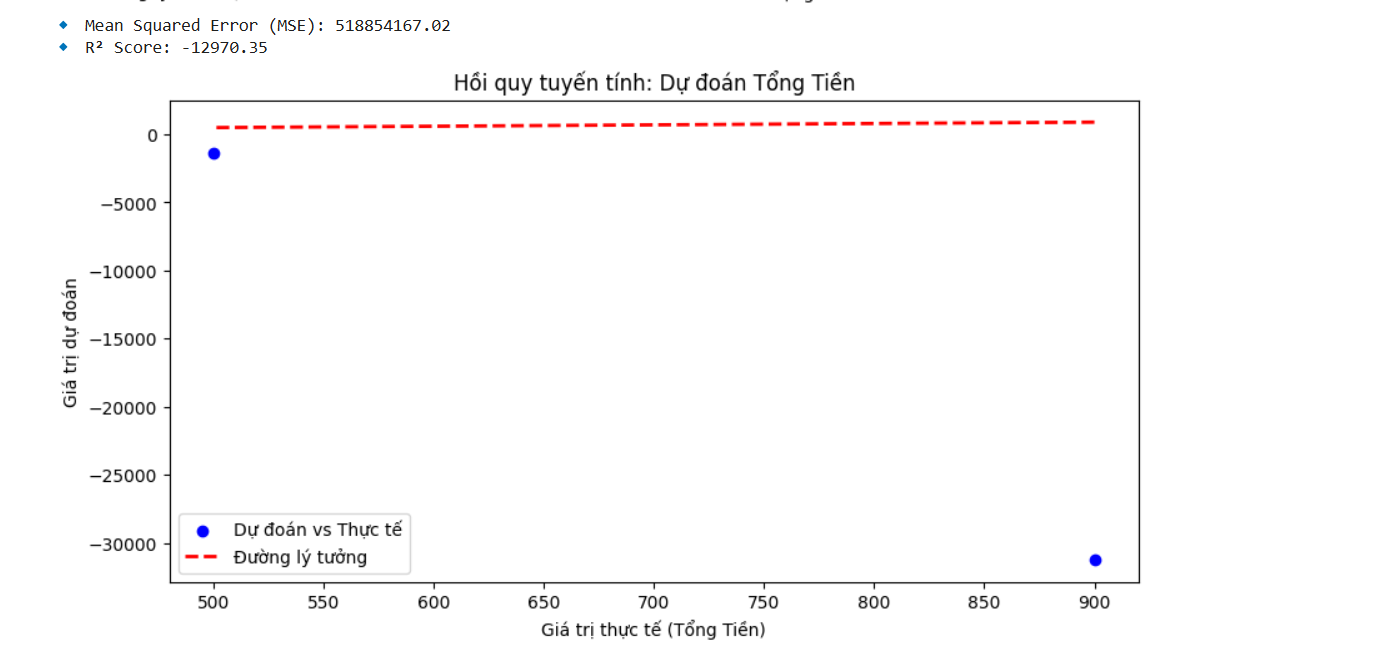 ◆ Mean Squared Error (MSE): 518854167.02
◆ R² Score: -12970.35
Hồi quy tuyến tính: Dự đoán Tổng Tiền
0
−5000
−10000
−15000
−20000
−25000
−30000
Giá trị dự đoán
Dự đoán vs Thực tế
Đường lý tưởng
500 550 600 650 700 750 800 850 900
Giá trị thực tế (Tổng Tiền)